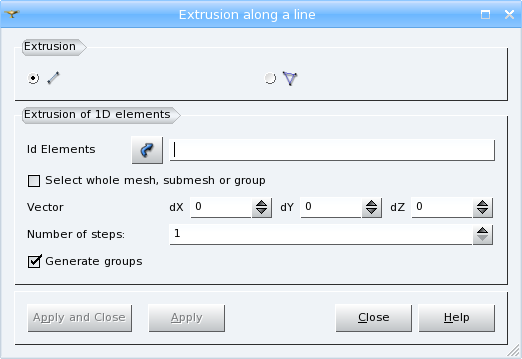 Extrusion along a line
Extrusion
Extrusion of 1D elements
Id Elements
Select whole mesh, submesh or group
Vector dX 0 dY 0 dZ 0
Number of steps: 1
Generate groups
Apply and Close Apply Close Help